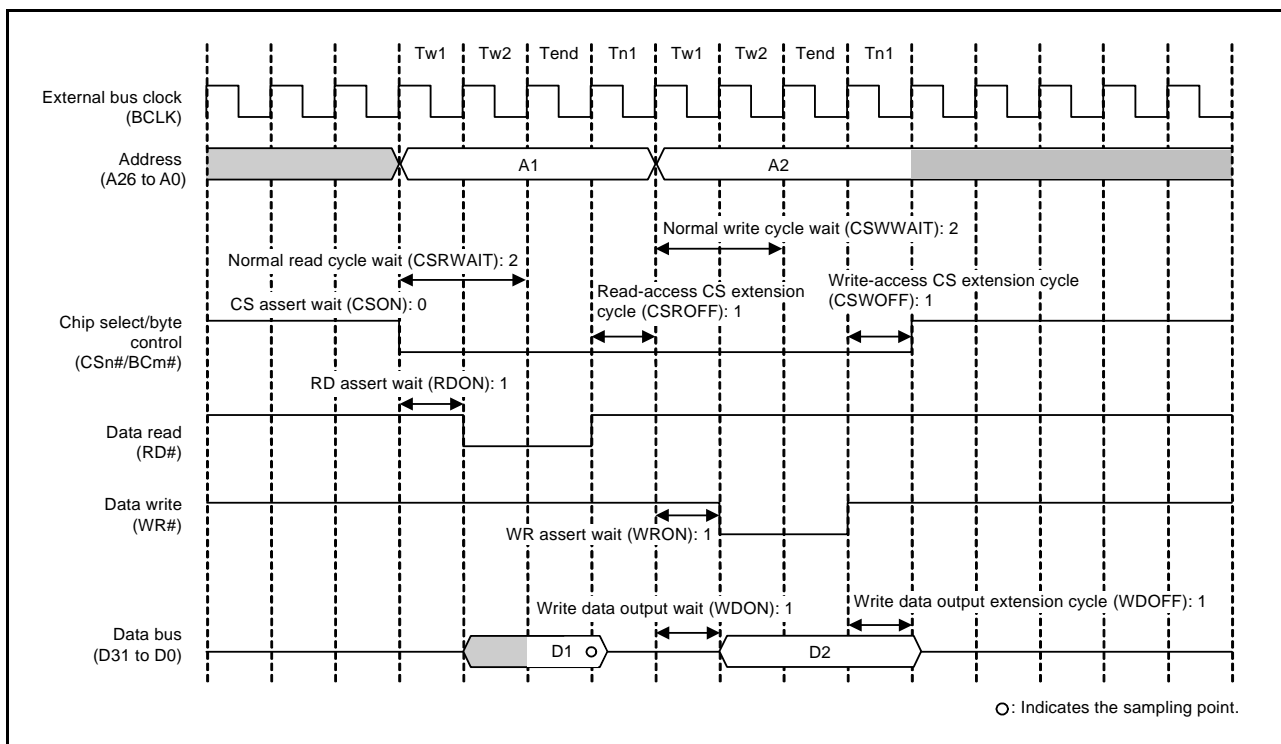 Tw1 Tw2 Tend Tn1 Tw1 Tw2 Tend Tn1
External bus clock
(BCLK)
Address
(A26 to A0)
A1 A2
Normal write cycle wait (CSWWAIT): 2
Normal read cycle wait (CSRWAIT): 2
Read-access CS extension
cycle (CSROFF): 1
Write-access CS extension cycle
(CSWOFF): 1
CS assert wait (CSON): 0
Chip select/byte
control
(CSn#/BCm#)
RD assert wait (RDON): 1
Data read
(RD#)
Data write
(WR#)
WR assert wait (WRON): 1
Write data output wait (WDON): 1
Write data output extension cycle (WDOFF): 1
Data bus
(D31 to D0)
D1 D2
: Indicates the sampling point.